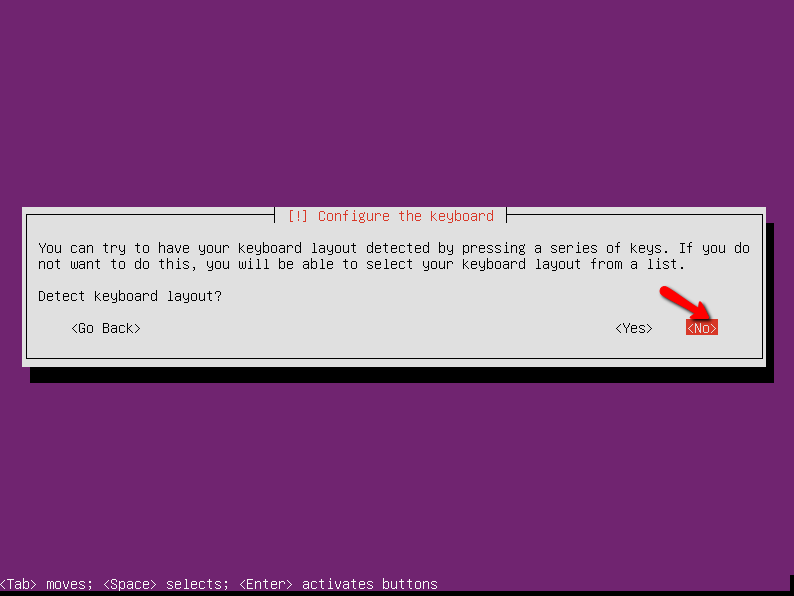 [!] Configure the keyboard
You can try to have your keyboard layout detected by pressing a series of keys. If you do
not want to do this, you will be able to select your keyboard layout from a list.
Detect keyboard layout?
<Go Back> <Yes> <No>
<Tab> moves; <Space> selects; <Enter> activates buttons